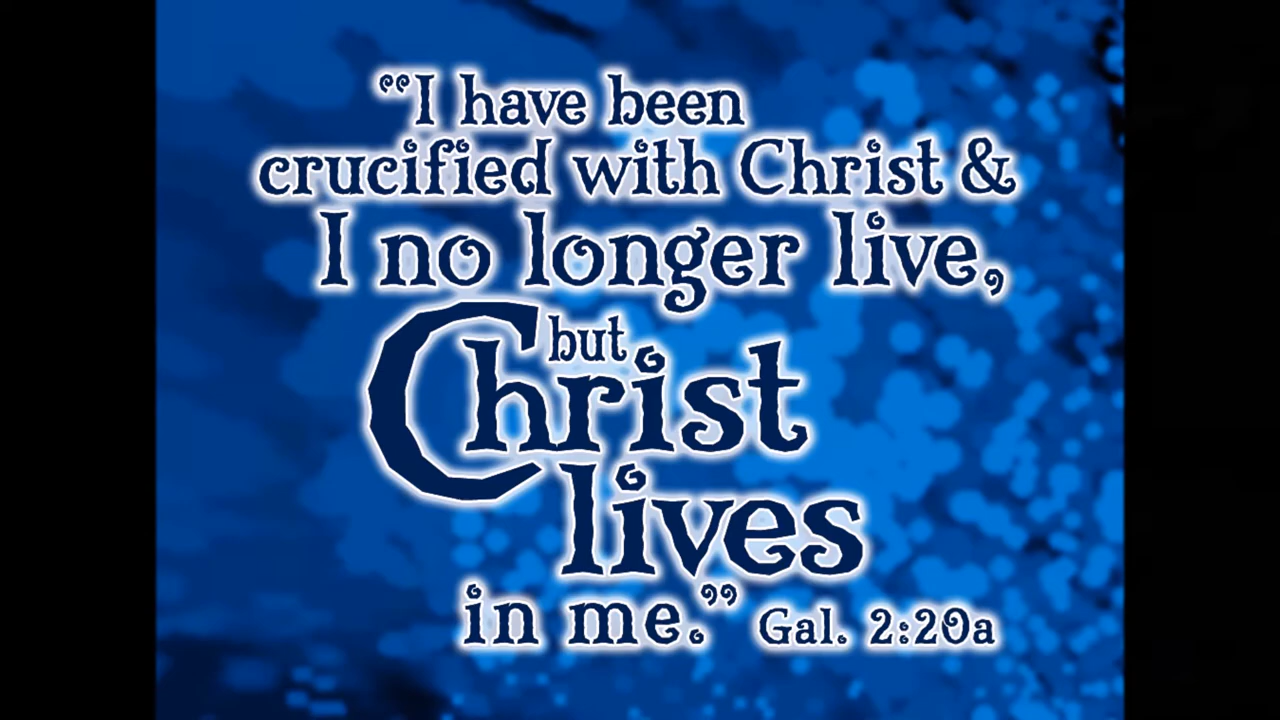 “I have been
crucified with Christ &
I no longer live,
but
Christ
lives
in me.” Gal. 2:20a